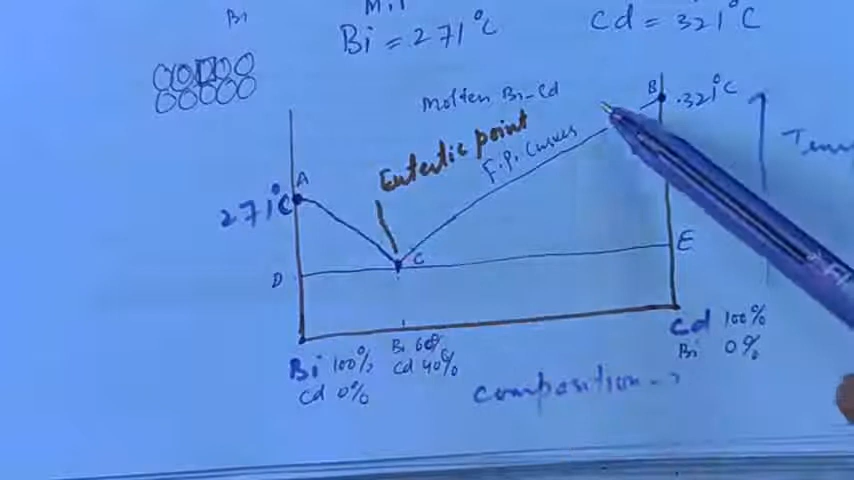 Bi
M.P
Bi = 271°C
Cd = 321°C
Molten Bi-Cd
B
.321°C
Eutectic point
F.P. Curves
A
271°C
C
E
D
Bi 100%
Cd 0%
Bi 60%
Cd 40%
Cd 100%
Bi 0%
composition →